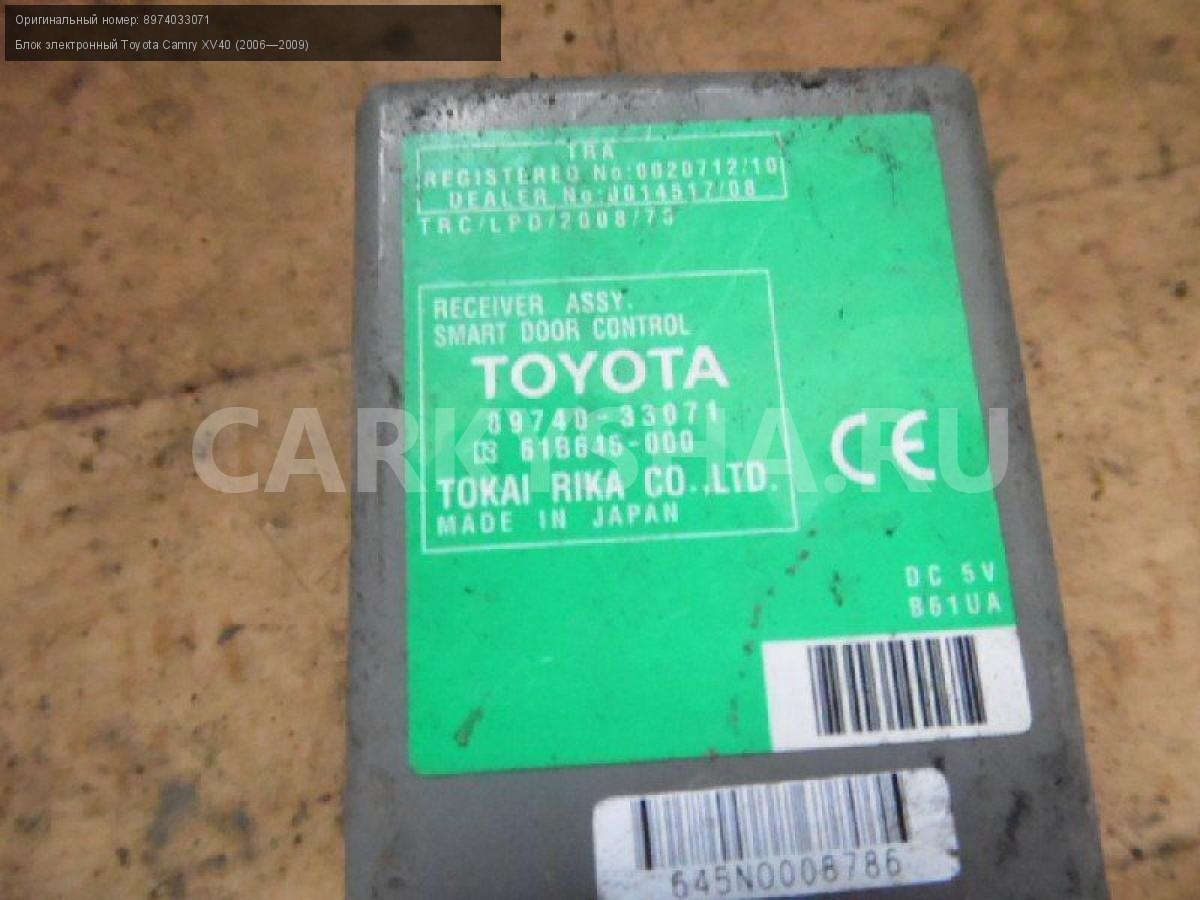 Оригинальный номер: 8974033071
Блок электронный Toyota Camry XV40 (2006—2009)
TRA
REGISTERED No:0020712/10
DEALER No:J014517/08
TRC/LPD/2008/75
RECEIVER ASSY.
SMART DOOR CONTROL
TOYOTA
89740-33071
61B645-000
TOKAI RIKA CO.,LTD.
MADE IN JAPAN
CARKYSHA.RU
CE
DC 5V
B61UA
645N0008786